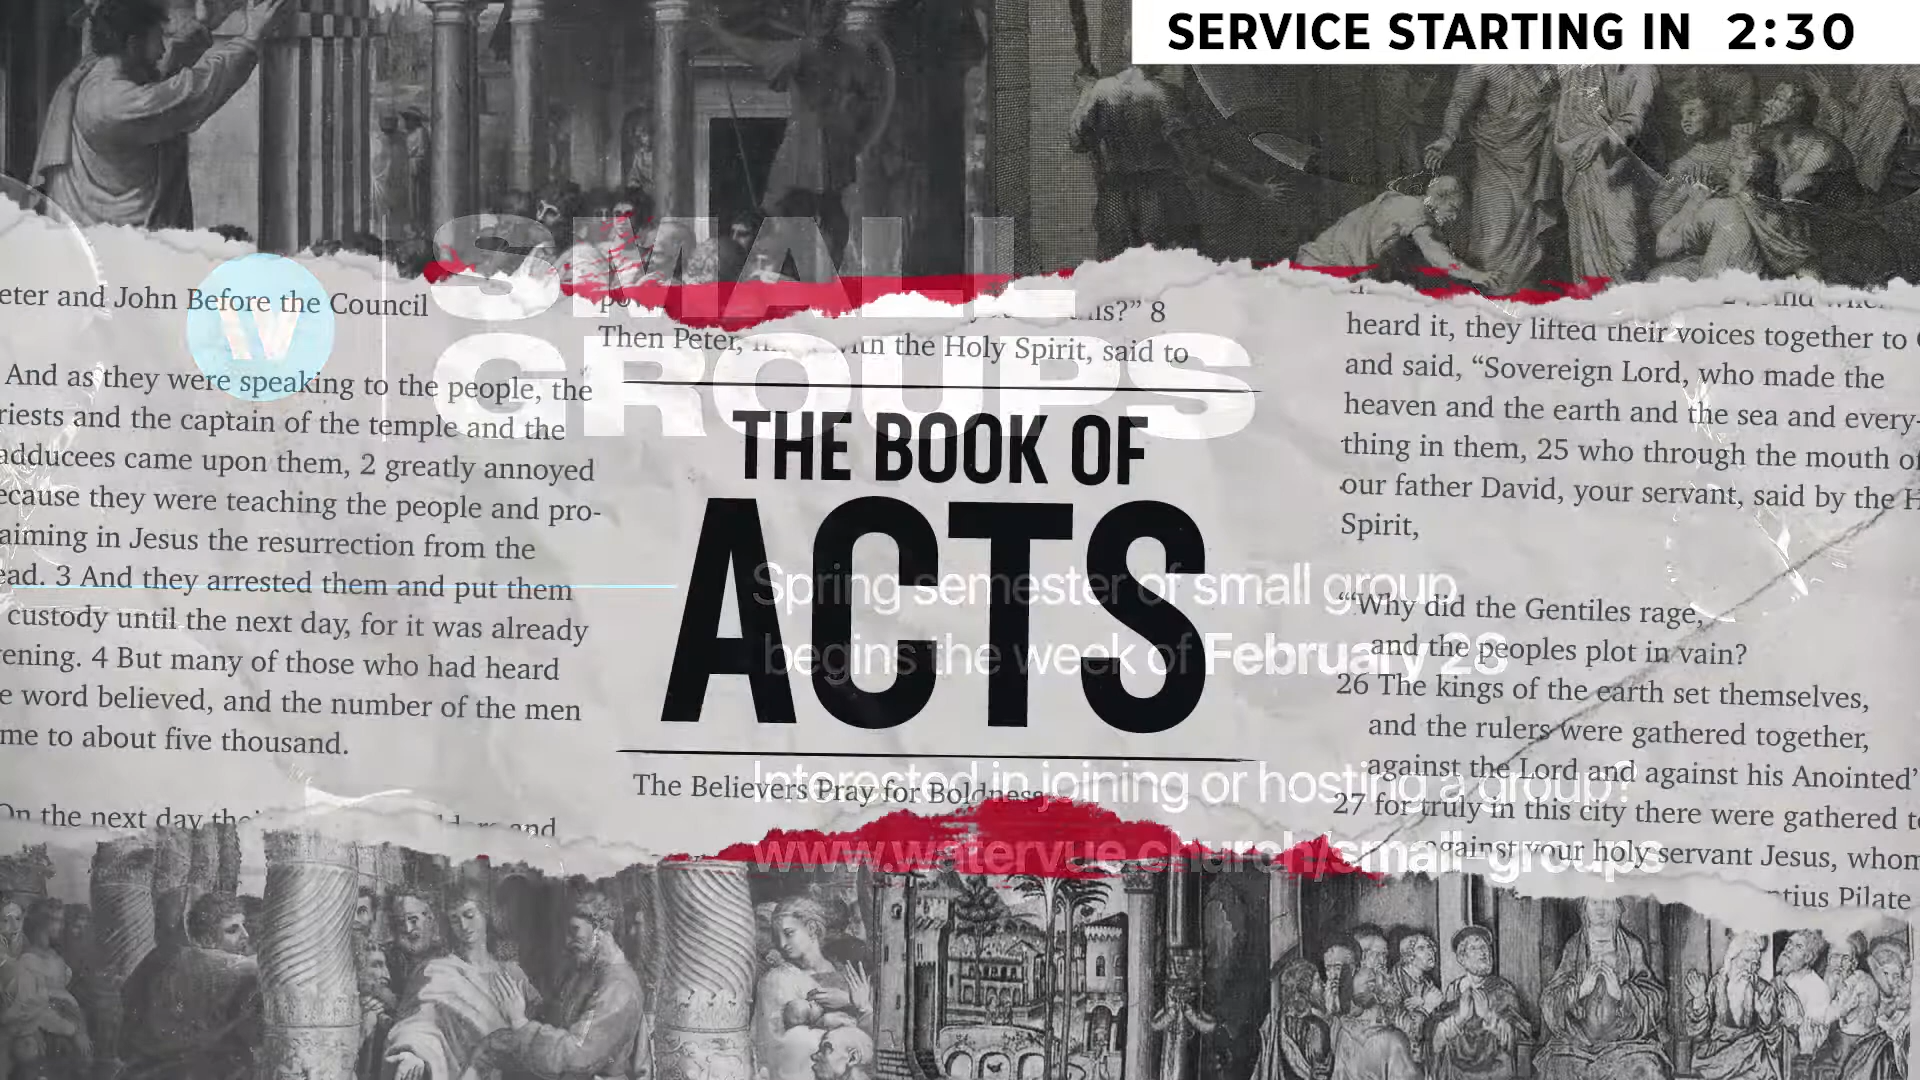 SERVICE STARTING IN 2:30
SMALL
GROUPS
eter and John Before the Council
And as they were speaking to the people, the
riests and the captain of the temple and the
adducees came upon them, 2 greatly annoyed
ecause they were teaching the people and pro-
aiming in Jesus the resurrection from the
ead. 3 And they arrested them and put them
custody until the next day, for it was already
ening. 4 But many of those who had heard
e word believed, and the number of the men
me to about five thousand.
On the next day
and
is?” 8
Then Peter, with the Holy Spirit, said to
THE BOOK OF
ACTS
Spring semester of small group
begins the week of February 28
The Believers Pray for Boldness
Interested in joining or hosting a group?
www.watervue.church/small-groups
heard it, they lifted their voices together to
and said, “Sovereign Lord, who made the
heaven and the earth and the sea and every-
thing in them, 25 who through the mouth of
our father David, your servant, said by the H
Spirit,
“‘Why did the Gentiles rage,
and the peoples plot in vain?
26 The kings of the earth set themselves,
and the rulers were gathered together,
against the Lord and against his Anointed’
27 for truly in this city there were gathered t
against your holy servant Jesus, whom
tius Pilate